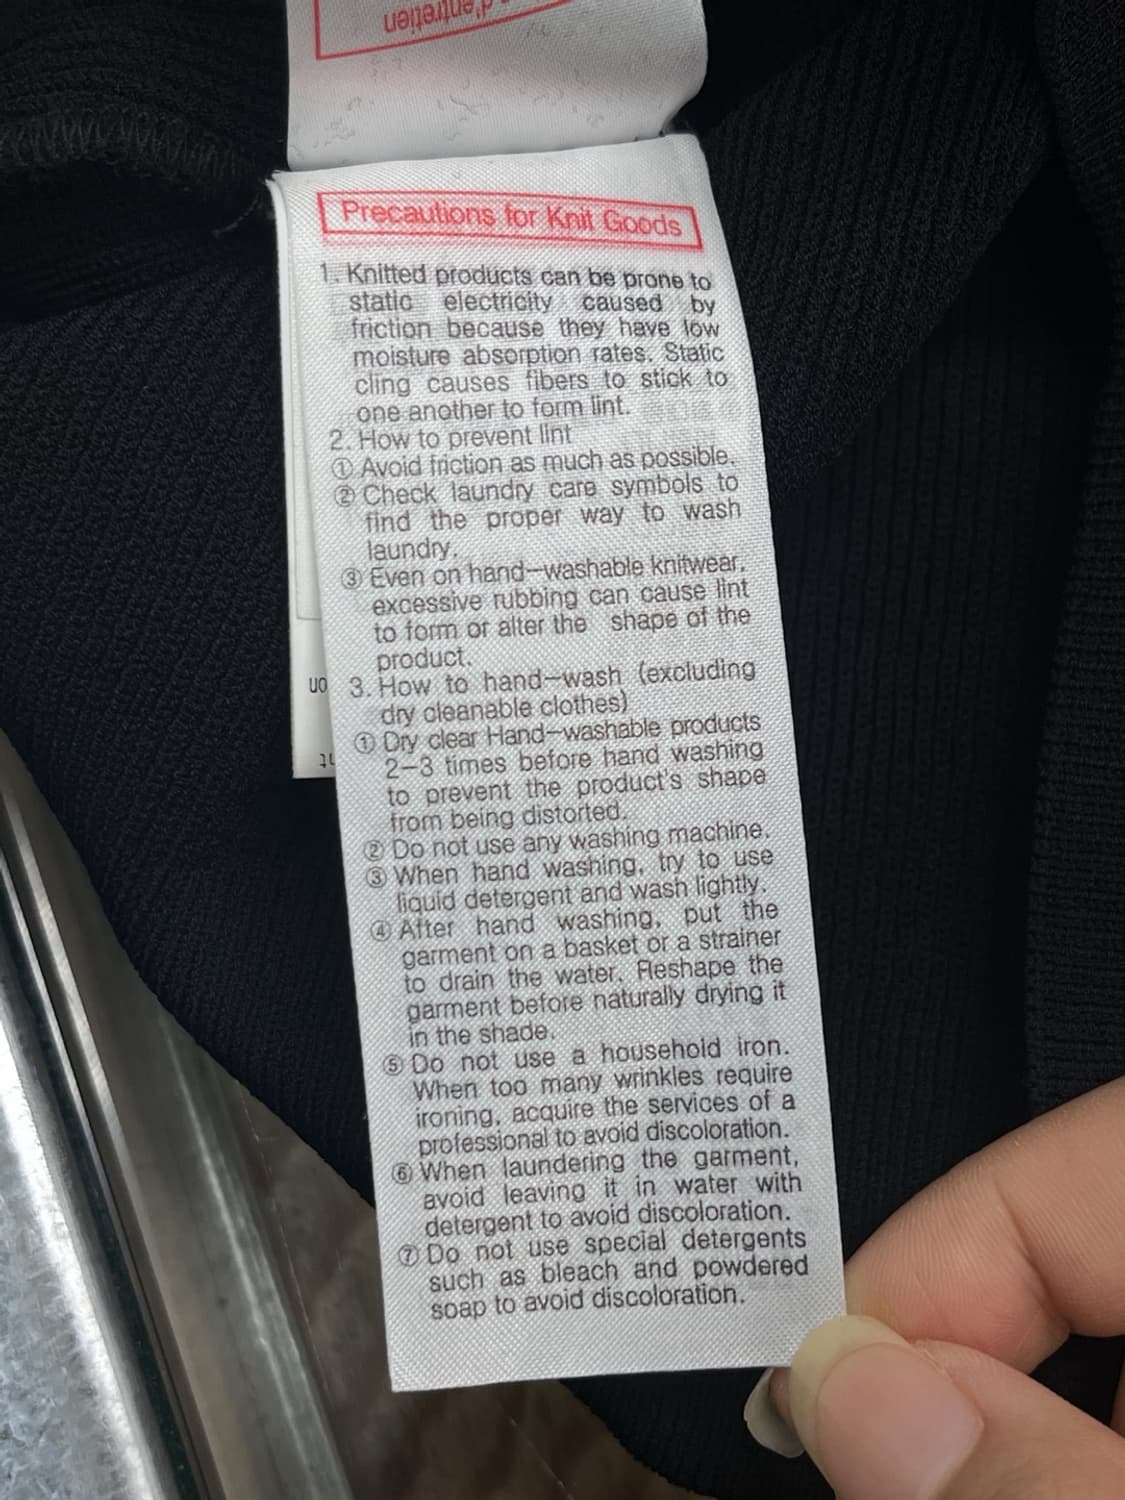 d'entretien
Precautions for Knit Goods
1. Knitted products can be prone to
static electricity caused by
friction because they have low
moisture absorption rates. Static
cling causes fibers to stick to
one another to form lint.
2. How to prevent lint
① Avoid friction as much as possible.
② Check laundry care symbols to
find the proper way to wash
laundry.
③ Even on hand-washable knitwear,
excessive rubbing can cause lint
to form or alter the shape of the
product.
3. How to hand-wash (excluding
dry cleanable clothes)
① Dry clear Hand-washable products
2-3 times before hand washing
to prevent the product's shape
from being distorted.
② Do not use any washing machine.
③ When hand washing, try to use
liquid detergent and wash lightly.
④ After hand washing, put the
garment on a basket or a strainer
to drain the water. Reshape the
garment before naturally drying it
in the shade.
⑤ Do not use a household iron.
When too many wrinkles require
ironing, acquire the services of a
professional to avoid discoloration.
⑥ When laundering the garment,
avoid leaving it in water with
detergent to avoid discoloration.
⑦ Do not use special detergents
such as bleach and powdered
soap to avoid discoloration.